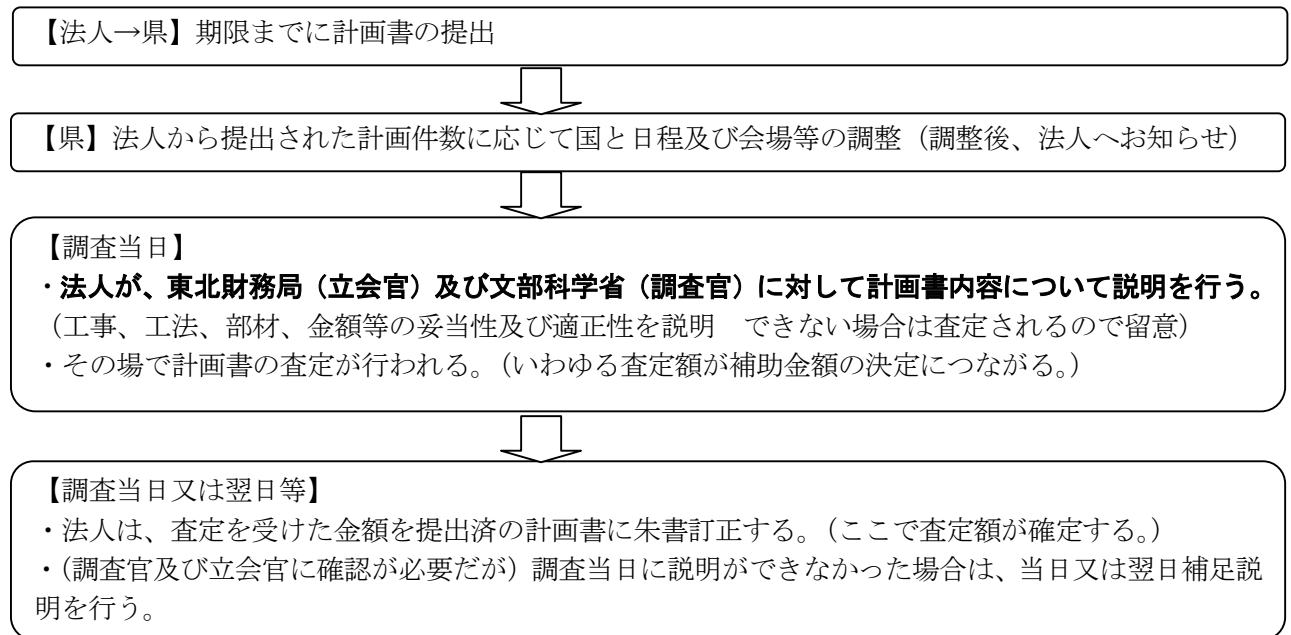 【法人→県】期限までに計画書の提出
【県】法人から提出された計画件数に応じて国と日程及び会場等の調整（調整後、法人へお知らせ）
【調査当日】
・法人が、東北財務局（立会官）及び文部科学省（調査官）に対して計画書内容について説明を行う。
（工事、工法、部材、金額等の妥当性及び適正性を説明　できない場合は査定されるので留意）
・その場で計画書の査定が行われる。（いわゆる査定額が補助金額の決定につながる。）
【調査当日又は翌日等】
・法人は、査定を受けた金額を提出済の計画書に朱書訂正する。（ここで査定額が確定する。）
・（調査官及び立会官に確認が必要だが）調査当日に説明ができなかった場合は、当日又は翌日補足説
明を行う。